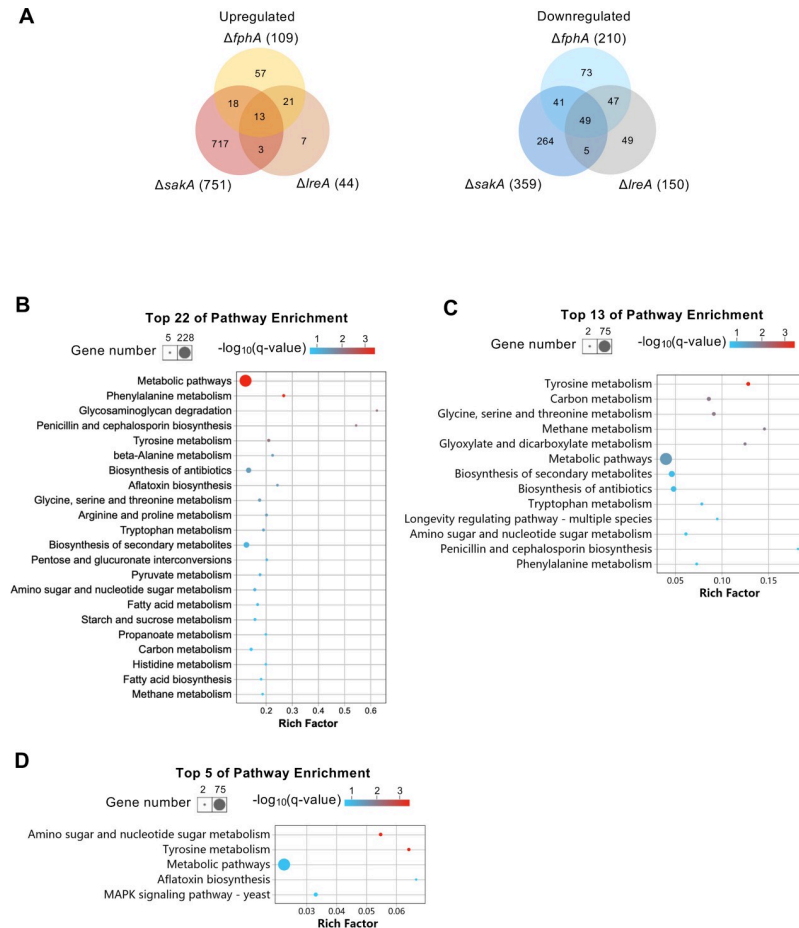 A
Upregulated
ΔfphA (109)
57
18
21
13
717
3
7
ΔsakA (751)
ΔlreA (44)
Downregulated
ΔfphA (210)
73
41
47
49
264
5
49
ΔsakA (359)
ΔlreA (150)
B
Top 22 of Pathway Enrichment
Gene number
5 228
-log10(q-value)
1 2 3
Metabolic pathways
Phenylalanine metabolism
Glycosaminoglycan degradation
Penicillin and cephalosporin biosynthesis
Tyrosine metabolism
beta-Alanine metabolism
Biosynthesis of antibiotics
Aflatoxin biosynthesis
Glycine, serine and threonine metabolism
Arginine and proline metabolism
Tryptophan metabolism
Biosynthesis of secondary metabolites
Pentose and glucuronate interconversions
Pyruvate metabolism
Amino sugar and nucleotide sugar metabolism
Fatty acid metabolism
Starch and sucrose metabolism
Propanoate metabolism
Carbon metabolism
Histidine metabolism
Fatty acid biosynthesis
Methane metabolism
0.2 0.3 0.4 0.5 0.6
Rich Factor
C
Top 13 of Pathway Enrichment
Gene number
2 75
-log10(q-value)
1 2 3
Tyrosine metabolism
Carbon metabolism
Glycine, serine and threonine metabolism
Methane metabolism
Glyoxylate and dicarboxylate metabolism
Metabolic pathways
Biosynthesis of secondary metabolites
Biosynthesis of antibiotics
Tryptophan metabolism
Longevity regulating pathway - multiple species
Amino sugar and nucleotide sugar metabolism
Penicillin and cephalosporin biosynthesis
Phenylalanine metabolism
0.05 0.10 0.15
Rich Factor
D
Top 5 of Pathway Enrichment
Gene number
2 75
-log10(q-value)
1 2 3
Amino sugar and nucleotide sugar metabolism
Tyrosine metabolism
Metabolic pathways
Aflatoxin biosynthesis
MAPK signaling pathway - yeast
0.03 0.04 0.05 0.06
Rich Factor